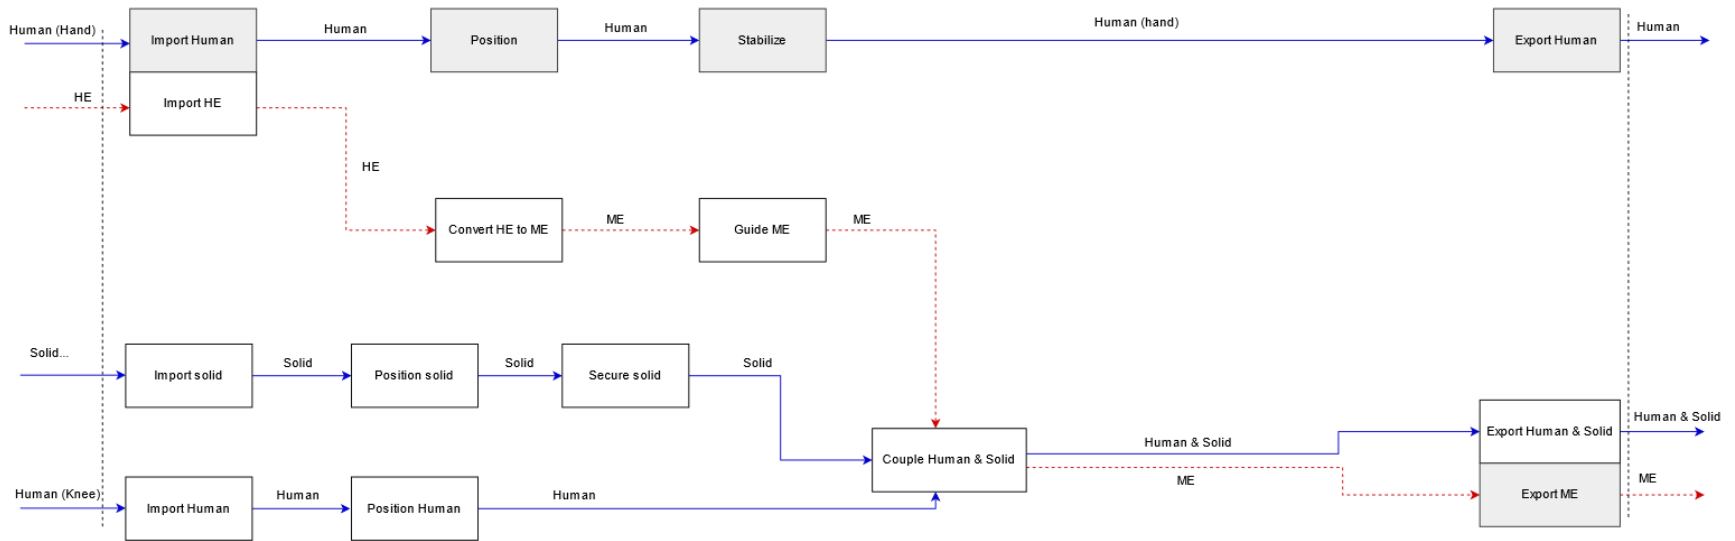 Human (Hand)
Import Human
Human
Position
Human
Stabilize
Human (hand)
Export Human
Human
HE
Import HE
HE
Convert HE to ME
ME
Guide ME
ME
Solid...
Import solid
Solid
Position solid
Solid
Secure solid
Solid
Human (Knee)
Import Human
Human
Position Human
Human
Couple Human & Solid
Human & Solid
ME
Export Human & Solid
Human & Solid
Export ME
ME